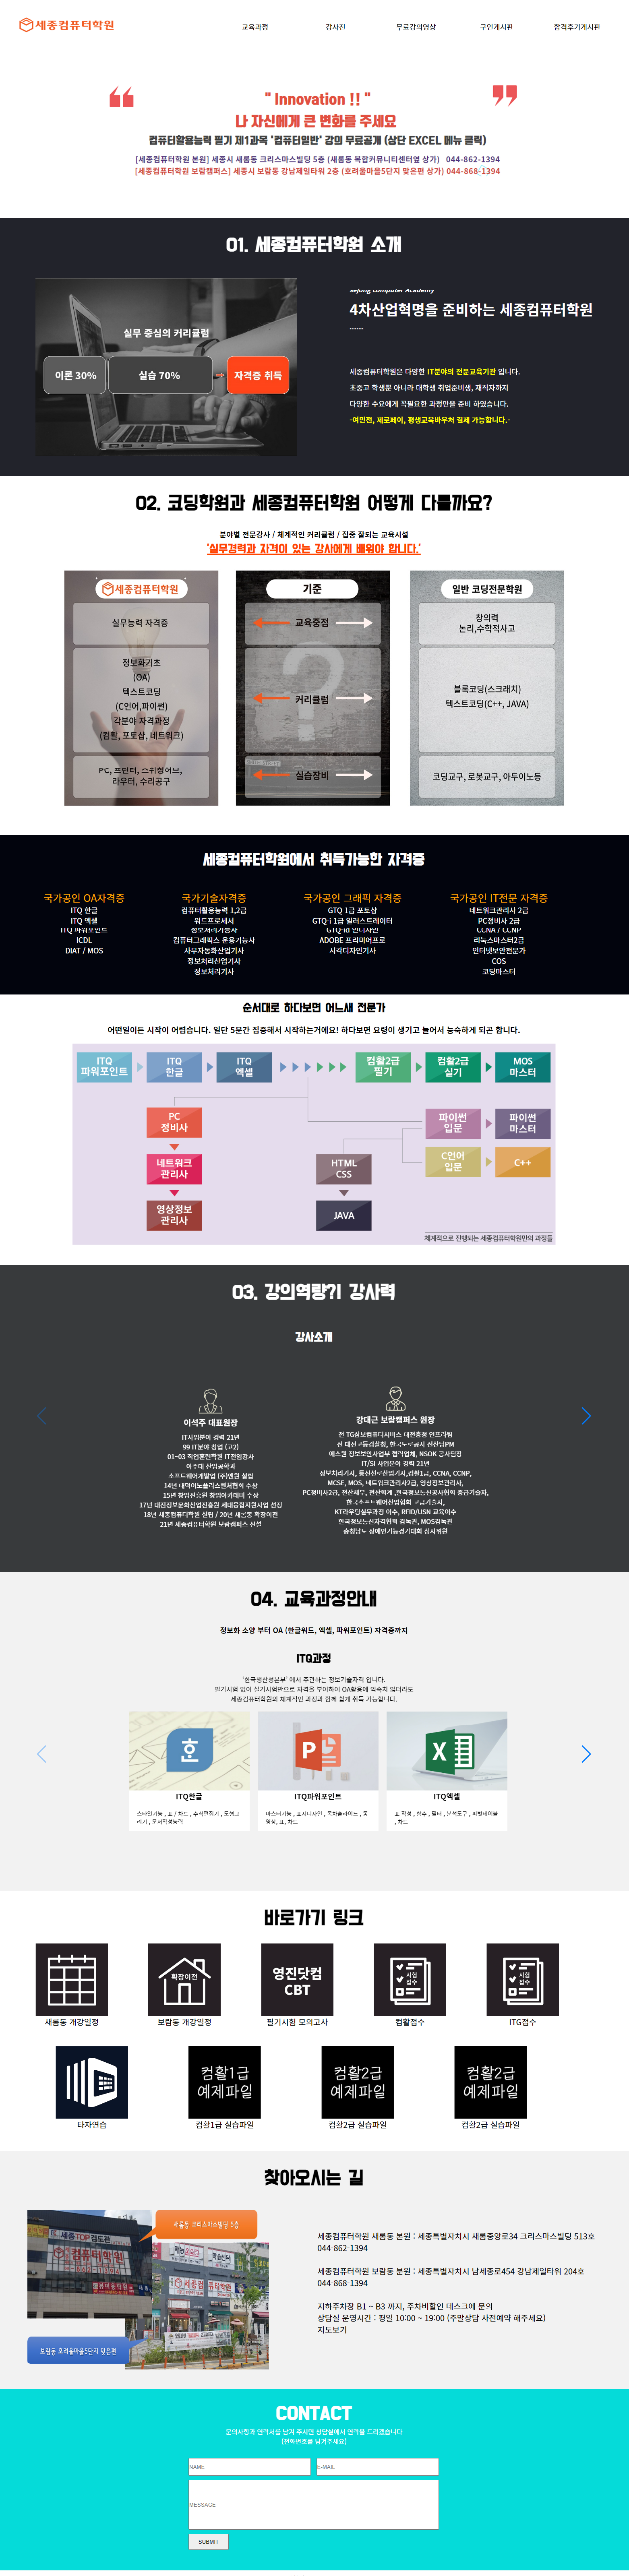 세종컴퓨터학원
교육과정 강사진 무료강의영상 구인게시판 합격후기게시판
" Innovation !! "
나 자신에게 큰 변화를 주세요
컴퓨터활용능력 필기 제1과목 '컴퓨터일반' 강의 무료공개 (상단 EXCEL 메뉴 클릭)
[세종컴퓨터학원 본원] 세종시 새롬동 크리스마스빌딩 5층 (새롬동 복합커뮤니티센터옆 상가) 044-862-1394
[세종컴퓨터학원 보람캠퍼스] 세종시 보람동 강남제일타워 2층 (호려울마을5단지 맞은편 상가) 044-868-1394
01. 세종컴퓨터학원 소개
실무 중심의 커리큘럼
이론 30%
실습 70%
자격증 취득
Sejong Computer Academy
4차산업혁명을 준비하는 세종컴퓨터학원
세종컴퓨터학원은 다양한 IT분야의 전문교육기관 입니다.
초중고 학생뿐 아니라 대학생 취업준비생, 재직자까지
다양한 수요에게 꼭필요한 과정만을 준비 하였습니다.
-여민전, 제로페이, 평생교육바우처 결제 가능합니다.-
02. 코딩학원과 세종컴퓨터학원 어떻게 다를까요?
분야별 전문강사 / 체계적인 커리큘럼 / 집중 잘되는 교육시설
'실무경력과 자격이 있는 강사에게 배워야 합니다.'
세종컴퓨터학원
실무능력 자격증
정보화기초
(OA)
텍스트코딩
(C언어,파이썬)
각분야 자격과정
(컴활, 포토샵, 네트워크)
PC, 프린터, 스위칭허브,
라우터, 수리공구
기준
교육중점
커리큘럼
실습장비
일반 코딩전문학원
창의력
논리,수학적사고
블록코딩(스크래치)
텍스트코딩(C++, JAVA)
코딩교구, 로봇교구, 아두이노등
세종컴퓨터학원에서 취득가능한 자격증
국가공인 OA자격증
ITQ 한글
ITQ 엑셀
ITQ 파워포인트
ICDL
DIAT / MOS
국가기술자격증
컴퓨터활용능력 1,2급
워드프로세서
정보처리기능사
컴퓨터그래픽스 운용기능사
사무자동화산업기사
정보처리산업기사
정보처리기사
국가공인 그래픽 자격증
GTQ 1급 포토샵
GTQ-i 1급 일러스트레이터
GTQ-id 인디자인
ADOBE 프리미어프로
시각디자인기사
국가공인 IT전문 자격증
네트워크관리사 2급
PC정비사 2급
CCNA / CCNP
리눅스마스터2급
인터넷보안전문가
COS
코딩마스터
순서대로 하다보면 어느새 전문가
어떤일이든 시작이 어렵습니다. 일단 5분간 집중해서 시작하는거에요! 하다보면 요령이 생기고 늘어서 능숙하게 되곤 합니다.
ITQ
파워포인트
ITQ
한글
ITQ
엑셀
컴활2급
필기
컴활2급
실기
MOS
마스터
PC
정비사
파이썬
입문
파이썬
마스터
네트워크
관리사
HTML
CSS
C언어
입문
C++
영상정보
관리사
JAVA
체계적으로 진행되는 세종컴퓨터학원만의 과정들
03. 강의역량?! 강사력
강사소개
이석주 대표원장
IT사업분야 경력 21년
99 IT분야 창업 (고2)
01~03 직업훈련학원 IT전임강사
아주대 산업공학과
소프트웨어개발업 (주)엔원 설립
14년 대덕이노폴리스벤처협회 수상
15년 창업진흥원 창업아카데미 수상
17년 대전정보문화산업진흥원 세대융합지원사업 선정
18년 세종컴퓨터학원 설립 / 20년 새롬동 확장이전
21년 세종컴퓨터학원 보람캠퍼스 신설
강대근 보람캠퍼스 원장
전 TG삼보컴퓨터서비스 대전충청 인프라팀
전 대전고등검찰청, 한국도로공사 전산팀PM
에스원 정보보안사업부 협력업체, NSOK 공사팀장
IT/SI 사업분야 경력 21년
정보처리기사, 통신선로산업기사,컴활1급, CCNA, CCNP,
MCSE, MOS, 네트워크관리사2급, 영상정보관리사,
PC정비사2급, 전산세무, 전산회계 ,한국정보통신공사협회 중급기술자,
한국소프트웨어산업협회 고급기술자,
KT라우팅실무과정 이수, RFID/USN 교육이수
한국정보통신자격협회 감독관, MOS감독관
충청남도 장애인기능경기대회 심사위원
04. 교육과정안내
정보화 소양 부터 OA (한글워드, 엑셀, 파워포인트) 자격증까지
ITQ과정
'한국생산성본부' 에서 주관하는 정보기술자격 입니다.
필기시험 없이 실기시험만으로 자격을 부여하여 OA활용에 익숙치 않더라도
세종컴퓨터학원의 체계적인 과정과 함께 쉽게 취득 가능합니다.
ITQ한글
스타일기능 , 표 / 차트 , 수식편집기 , 도형그
리기 , 문서작성능력
ITQ파워포인트
마스터기능 , 표지디자인 , 목차슬라이드 , 동
영상, 표, 차트
ITQ엑셀
표 작성 , 함수 , 필터 , 분석도구 , 피벗테이블
, 차트
바로가기 링크
새롬동 개강일정
확장이전
보람동 개강일정
영진닷컴
CBT
필기시험 모의고사
시험
접수
컴활접수
시험
접수
ITG접수
타자연습
컴활1급
예제파일
컴활1급 실습파일
컴활2급
예제파일
컴활2급 실습파일
컴활2급
예제파일
컴활2급 실습파일
찾아오시는 길
새롬동 크리스마스빌딩 5층
세종TOP검도관
컴퓨터학원
세종컴퓨터학원
보람동 호려울마을5단지 맞은편
세종컴퓨터학원 새롬동 본원 : 세종특별자치시 새롬중앙로34 크리스마스빌딩 513호
044-862-1394
세종컴퓨터학원 보람동 분원 : 세종특별자치시 남세종로454 강남제일타워 204호
044-868-1394
지하주차장 B1 ~ B3 까지, 주차비할인 데스크에 문의
상담실 운영시간 : 평일 10:00 ~ 19:00 (주말상담 사전예약 해주세요)
지도보기
CONTACT
문의사항과 연락처를 남겨 주시면 상담실에서 연락을 드리겠습니다
(전화번호를 남겨주세요)
NAME
E-MAIL
MESSAGE
SUBMIT